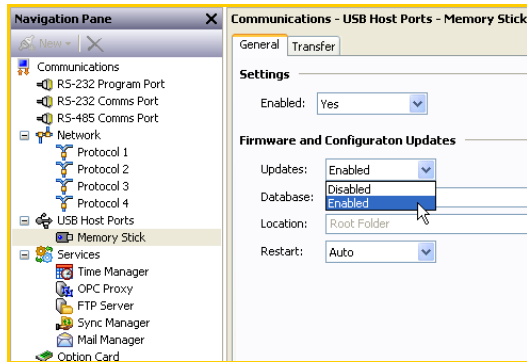 Navigation Pane X
New
Communications
RS-232 Program Port
RS-232 Comms Port
RS-485 Comms Port
Network
Protocol 1
Protocol 2
Protocol 3
Protocol 4
USB Host Ports
Memory Stick
Services
Time Manager
OPC Proxy
FTP Server
Sync Manager
Mail Manager
Option Card
Communications - USB Host Ports - Memory Stick
General Transfer
Settings
Enabled: Yes
Firmware and Configuraton Updates
Updates: Enabled
Disabled
Enabled
Database:
Location: Root Folder
Restart: Auto